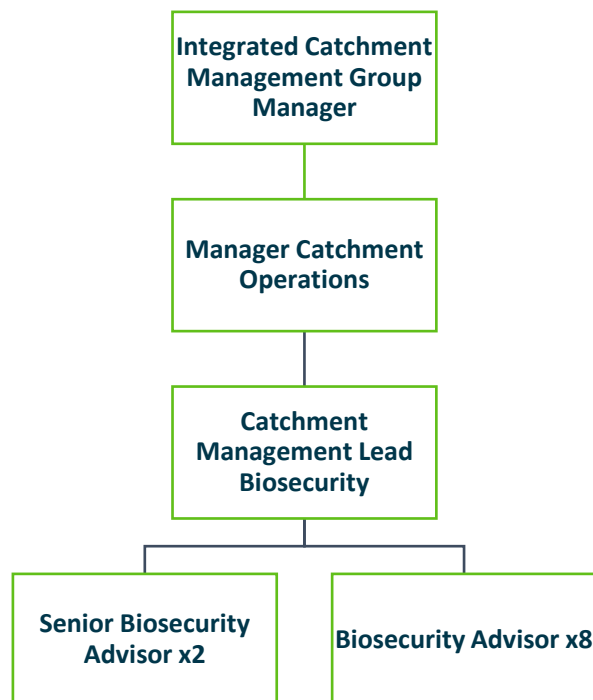 Integrated Catchment
Management Group
Manager
Manager Catchment
Operations
Catchment
Management Lead
Biosecurity
Senior Biosecurity
Advisor x2
Biosecurity Advisor x8